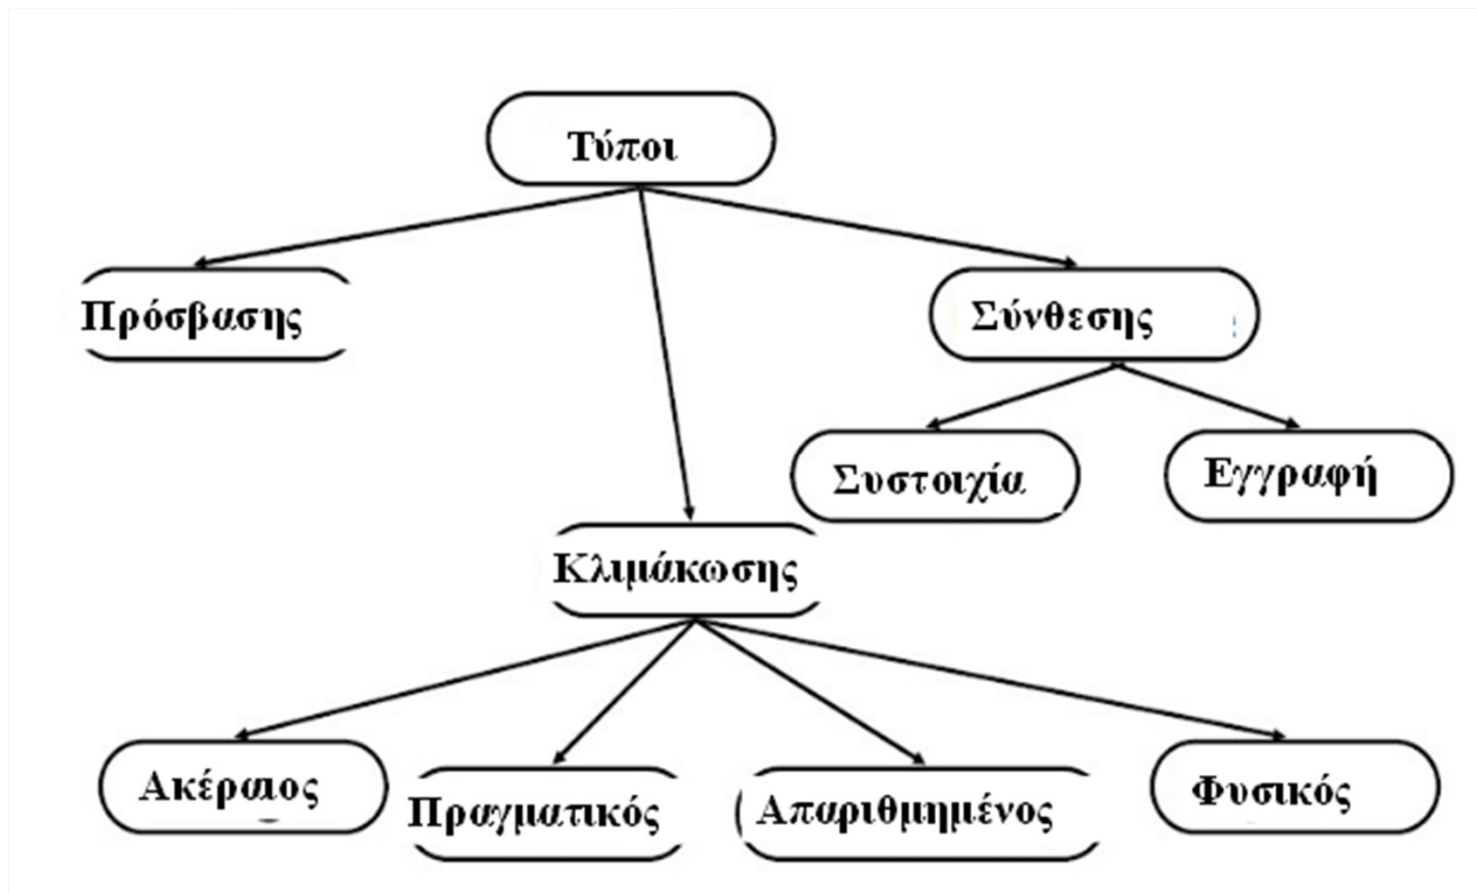 Τύποι
Πρόσβασης
Σύνθεσης
Συστοιχία
Εγγραφή
Κλιμάκωσης
Ακέραιος
Πραγματικός
Απαριθμημένος
Φυσικός